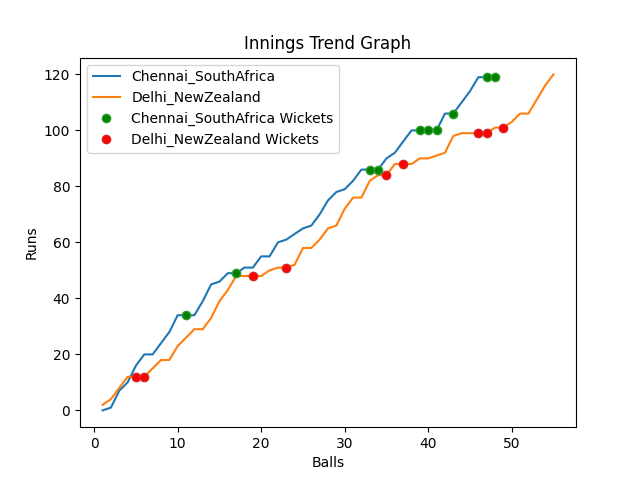 Innings Trend Graph
Chennai_SouthAfrica
Delhi_NewZealand
Chennai_SouthAfrica Wickets
Delhi_NewZealand Wickets
Runs
120
100
80
60
40
20
0
0 10 20 30 40 50
Balls